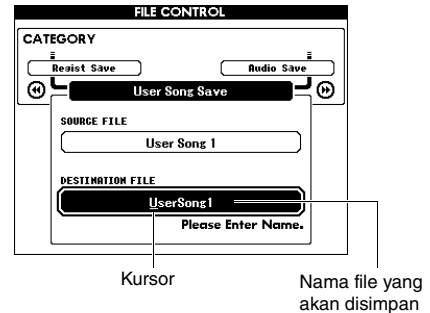 FILE CONTROL
CATEGORY
Regist Save
Audio Save
User Song Save
SOURCE FILE
User Song 1
DESTINATION FILE
UserSong1
Please Enter Name.
Kursor
Nama file yang
akan disimpan